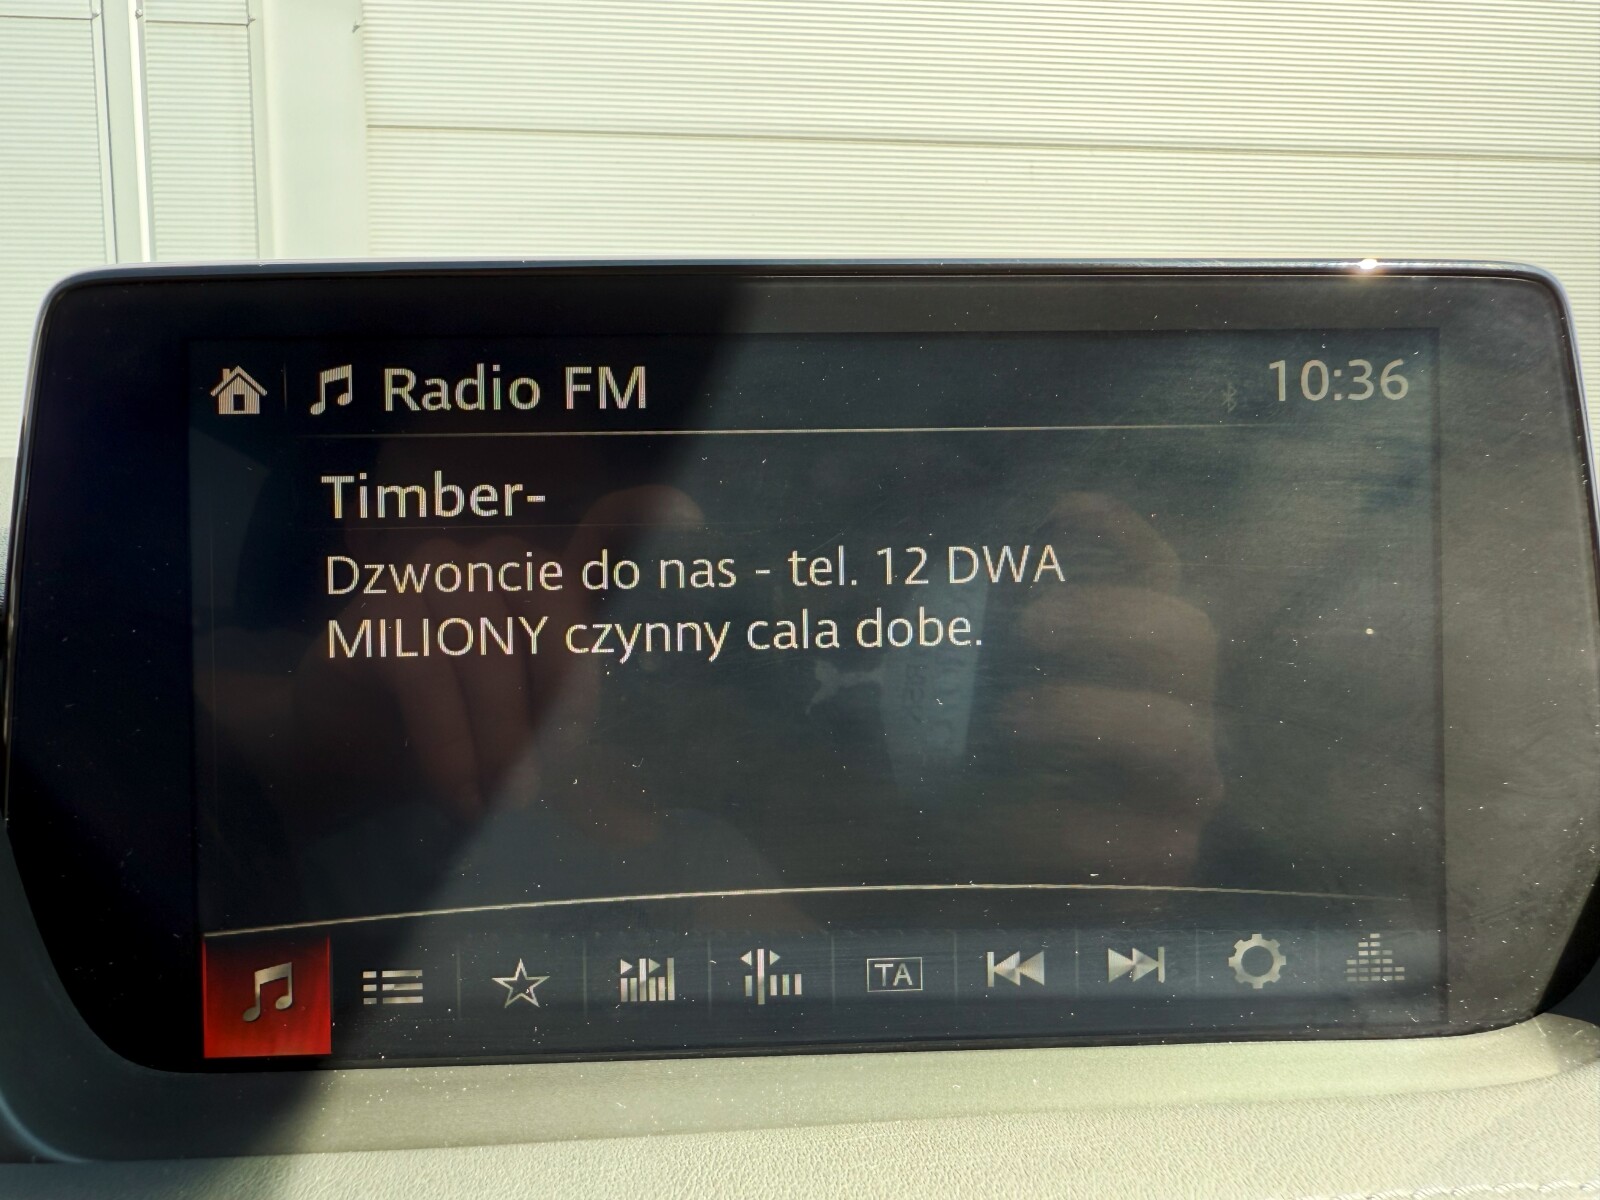 Radio FM
10:36
Timber-
Dzwoncie do nas - tel. 12 DWA
MILIONY czynny cala dobe.
TA